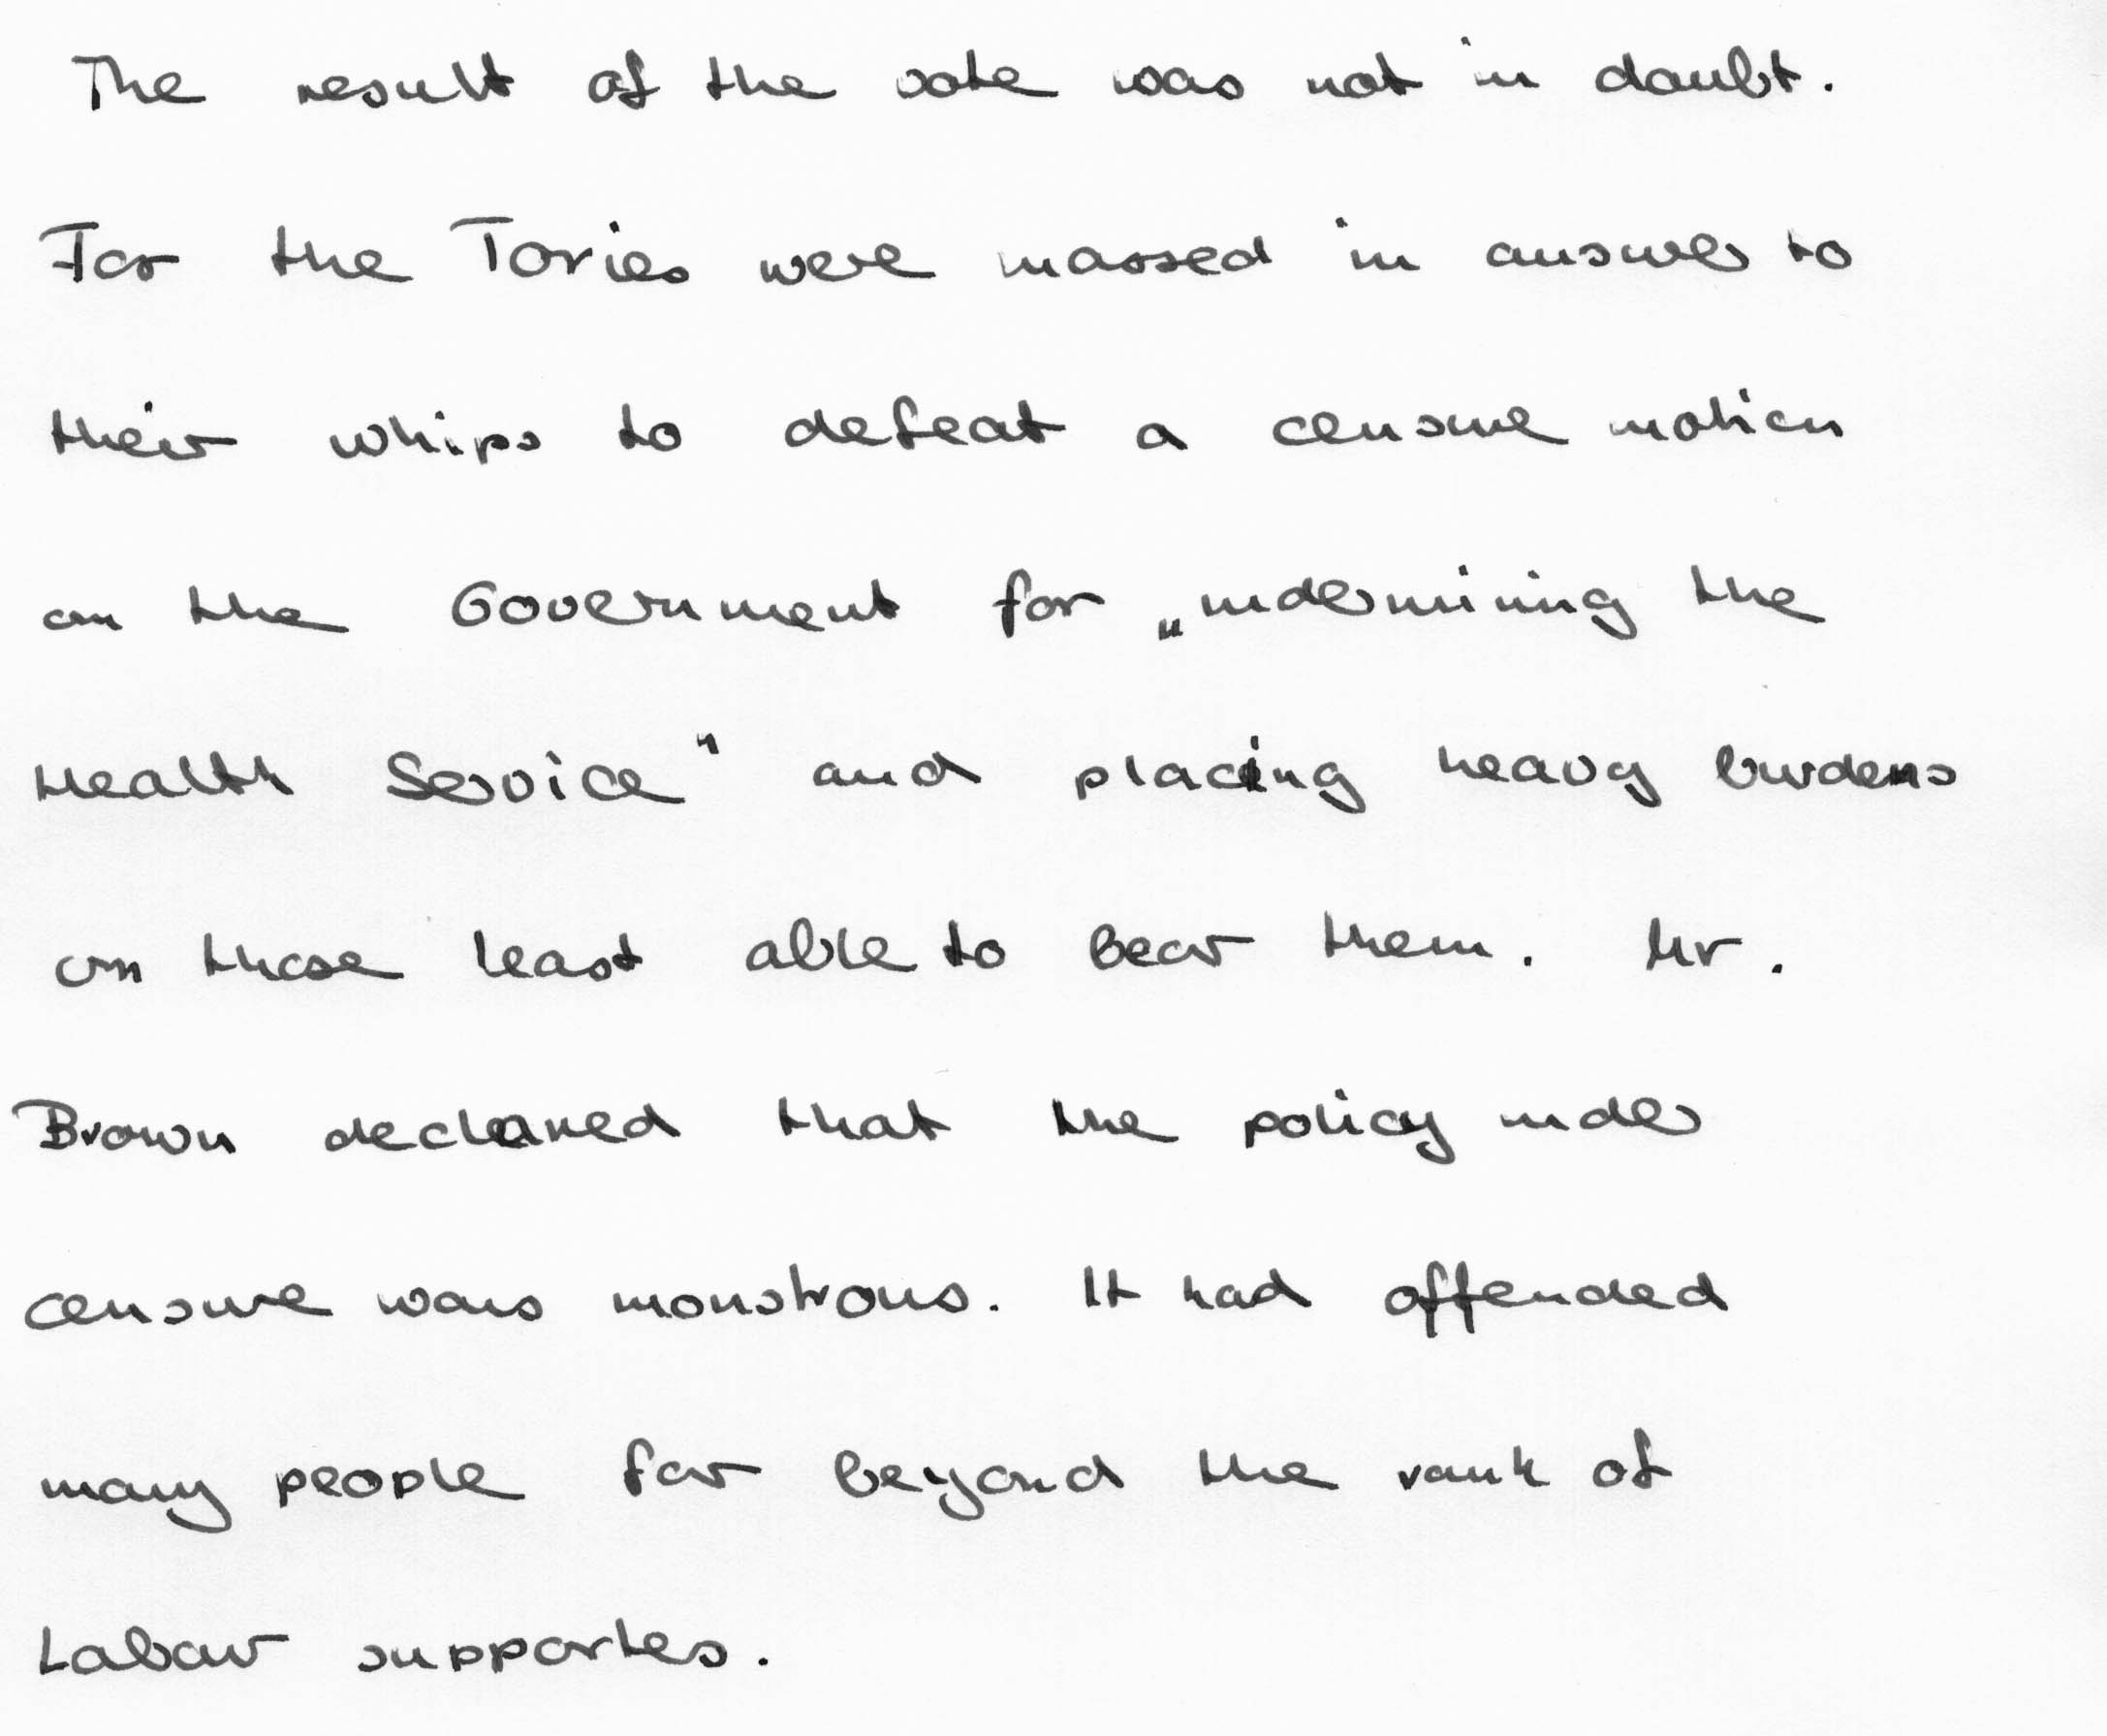 The result of the vote was not in doubt.
For the Tories were massed in answer to
their whips to defeat a censure motion
on the Government for „undermining the
Health Service" and placing heavy burdens
on those least able to bear them. Mr.
Brown declared that the policy under
censure was monstrous. It had offended
many people far beyond the rank of
Labour supporters.